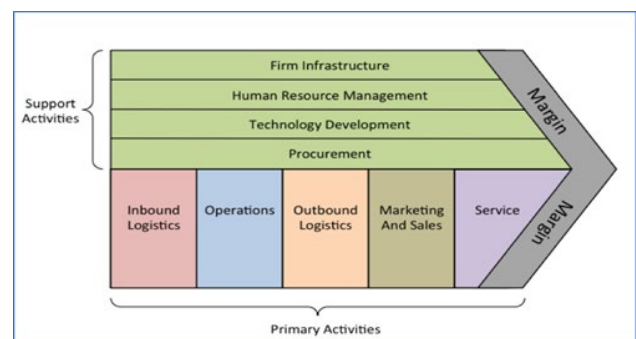 Firm Infrastructure
Support
Activities
Human Resource Management
Technology Development
Procurement
Margin
Inbound
Logistics
Operations
Outbound
Logistics
Marketing
And Sales
Service
Margin
Primary Activities